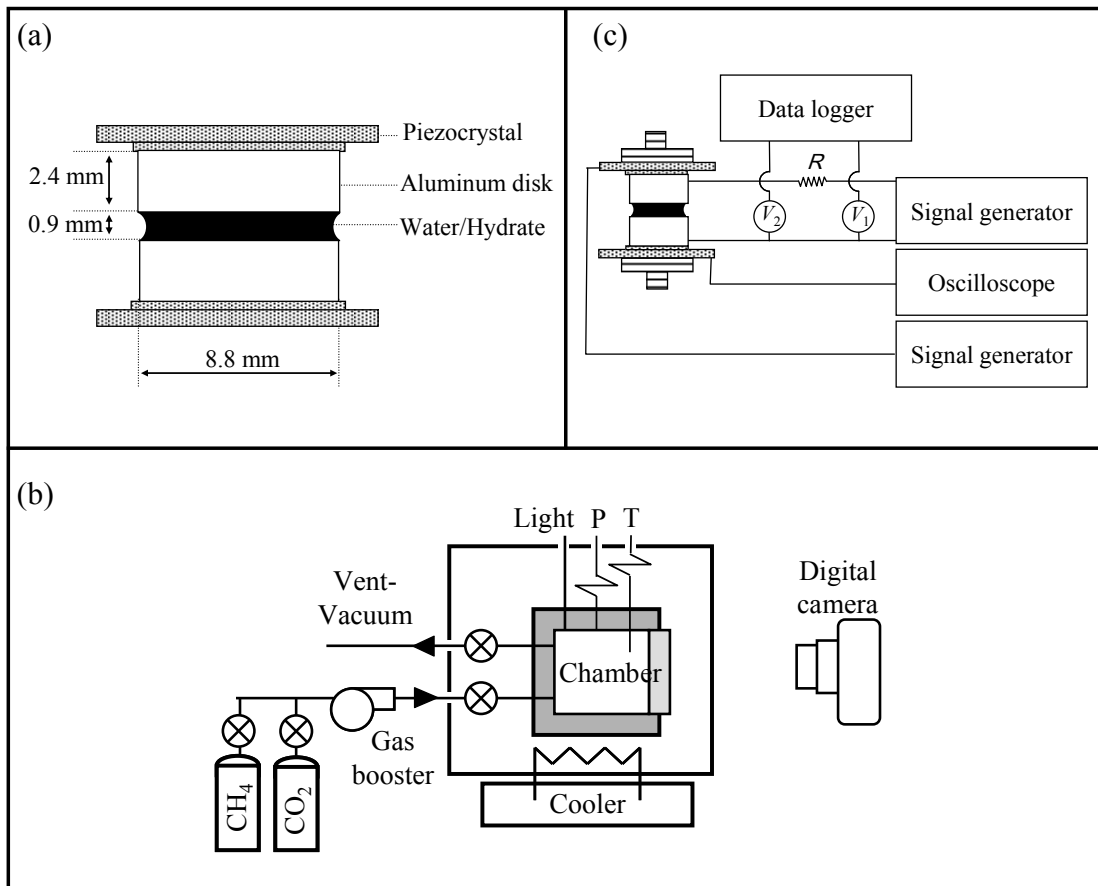 (a)
Piezocrystal
2.4 mm
Aluminum disk
0.9 mm
Water/Hydrate
8.8 mm
(c)
Data logger
R
V2
V1
Signal generator
Oscilloscope
Signal generator
(b)
Light P T
Vent-
Vacuum
Digital
camera
Chamber
Gas
booster
CH4
CO2
Cooler